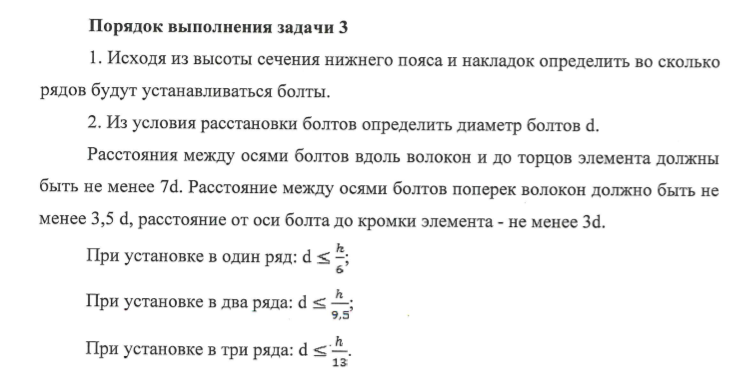 Порядок выполнения задачи 3
1. Исходя из высоты сечения нижнего пояса и накладок определить во сколько
рядов будут устанавливаться болты.
2. Из условия расстановки болтов определить диаметр болтов d.
Расстояния между осями болтов вдоль волокон и до торцов элемента должны
быть не менее 7d. Расстояние между осями болтов поперек волокон должно быть не
менее 3,5 d, расстояние от оси болта до кромки элемента - не менее 3d.
При установке в один ряд: d ≤ h/6;
При установке в два ряда: d ≤ h/9,5;
При установке в три ряда: d ≤ h/13.